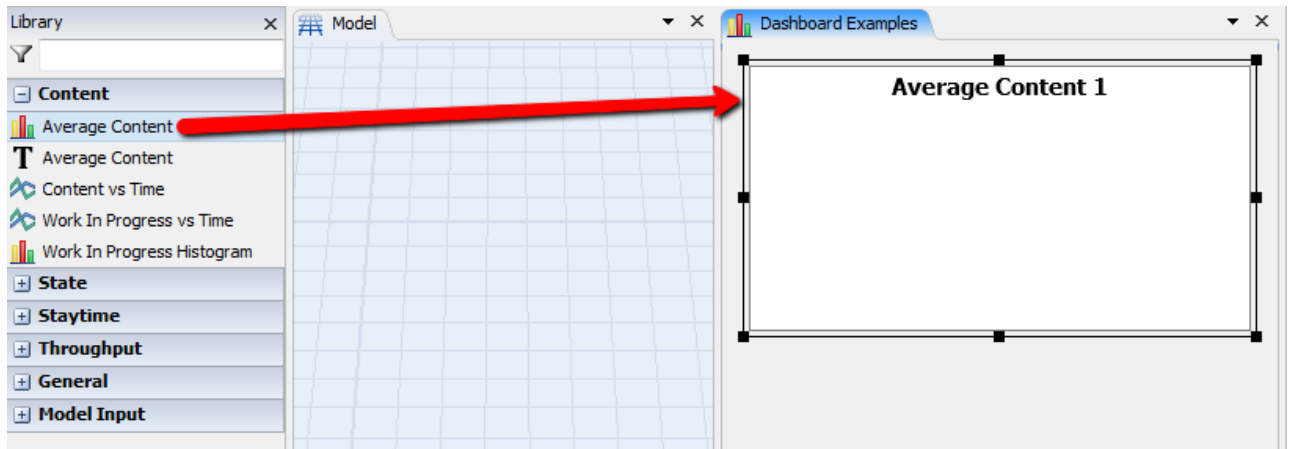 Library
Content
Average Content
T Average Content
Content vs Time
Work In Progress vs Time
Work In Progress Histogram
State
Staytime
Throughput
General
Model Input
Model
Dashboard Examples
Average Content 1